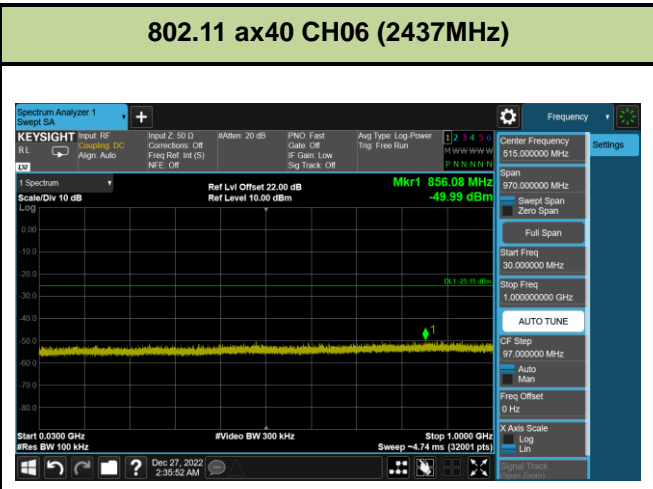 802.11 ax40 CH06 (2437MHz)
Spectrum Analyzer 1
Swept SA
+
Frequency
KEYSIGHT
RL
LXI
Input: RF
Coupling: DC
Align: Auto
Input Z: 50 Ω
Corrections: Off
Freq Ref: Int (S)
NFE: Off
#Atten: 20 dB
PNO: Fast
Gate: Off
IF Gain: Low
Sig Track: Off
Avg Type: Log-Power
Trig: Free Run
1 2 3 4 5 6
M W W W W W
P N N N N N
Center Frequency
515.000000 MHz
Settings
1 Spectrum
Scale/Div 10 dB
Log
Ref Lvl Offset 22.00 dB
Ref Level 10.00 dBm
Mkr1 856.08 MHz
-49.99 dBm
Span
970.000000 MHz
Swept Span
Zero Span
Full Span
Start Freq
30.000000 MHz
Stop Freq
1.000000000 GHz
AUTO TUNE
CF Step
97.000000 MHz
Auto
Man
Freq Offset
0 Hz
X Axis Scale
Log
Lin
Signal Track
(Span Zoom)
0.00
-10.0
-20.0
-30.0
-40.0
-50.0
-60.0
-70.0
-80.0
DL1 -25.15 dBm
1
Start 0.0300 GHz
#Res BW 100 kHz
#Video BW 300 kHz
Stop 1.0000 GHz
Sweep ~4.74 ms (32001 pts)
?
Dec 27, 2022
2:35:52 AM